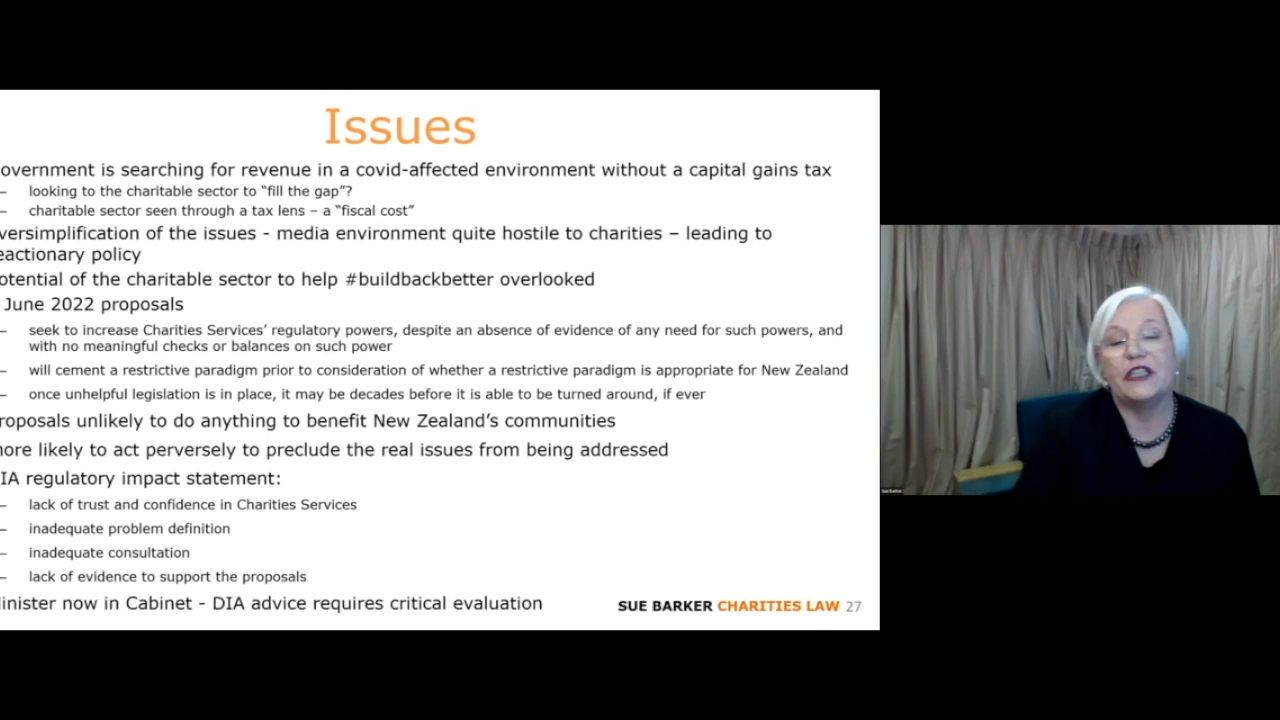 Issues
overnment is searching for revenue in a covid-affected environment without a capital gains tax
– looking to the charitable sector to “fill the gap”?
– charitable sector seen through a tax lens – a “fiscal cost”
versimplification of the issues - media environment quite hostile to charities – leading to
eactionary policy
otential of the charitable sector to help #buildbackbetter overlooked
June 2022 proposals
– seek to increase Charities Services’ regulatory powers, despite an absence of evidence of any need for such powers, and
with no meaningful checks or balances on such power
– will cement a restrictive paradigm prior to consideration of whether a restrictive paradigm is appropriate for New Zealand
– once unhelpful legislation is in place, it may be decades before it is able to be turned around, if ever
roposals unlikely to do anything to benefit New Zealand’s communities
nore likely to act perversely to preclude the real issues from being addressed
IA regulatory impact statement:
– lack of trust and confidence in Charities Services
– inadequate problem definition
– inadequate consultation
– lack of evidence to support the proposals
linister now in Cabinet - DIA advice requires critical evaluation
SUE BARKER CHARITIES LAW 27
Sue Barker